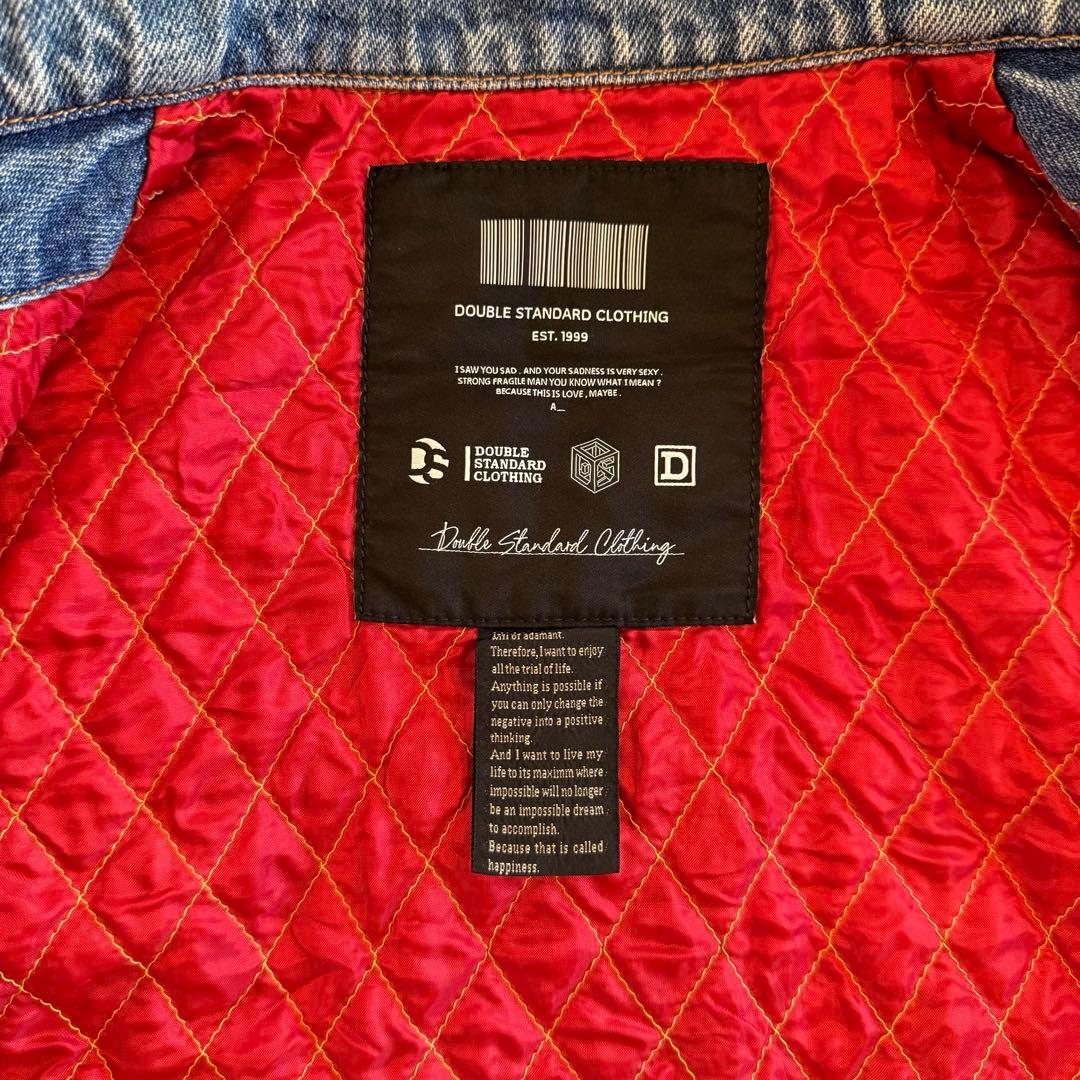 DOUBLE STANDARD CLOTHING
EST. 1999
I SAW YOU SAD . AND YOUR SADNESS IS VERY SEXY .
STRONG FRAGILE MAN YOU KNOW WHAT I MEAN ?
BECAUSE THIS IS LOVE , MAYBE .
A_
DS
DOUBLE
STANDARD
CLOTHING
D
Double Standard Clothing
of adamant.
Therefore, I want to enjoy
all the trial of life.
Anything is possible if
you can only change the
negative into a positive
thinking.
And I want to live my
life to its maximm where
impossible will no longer
be an impossible dream
to accomplish.
Because that is called
happiness.